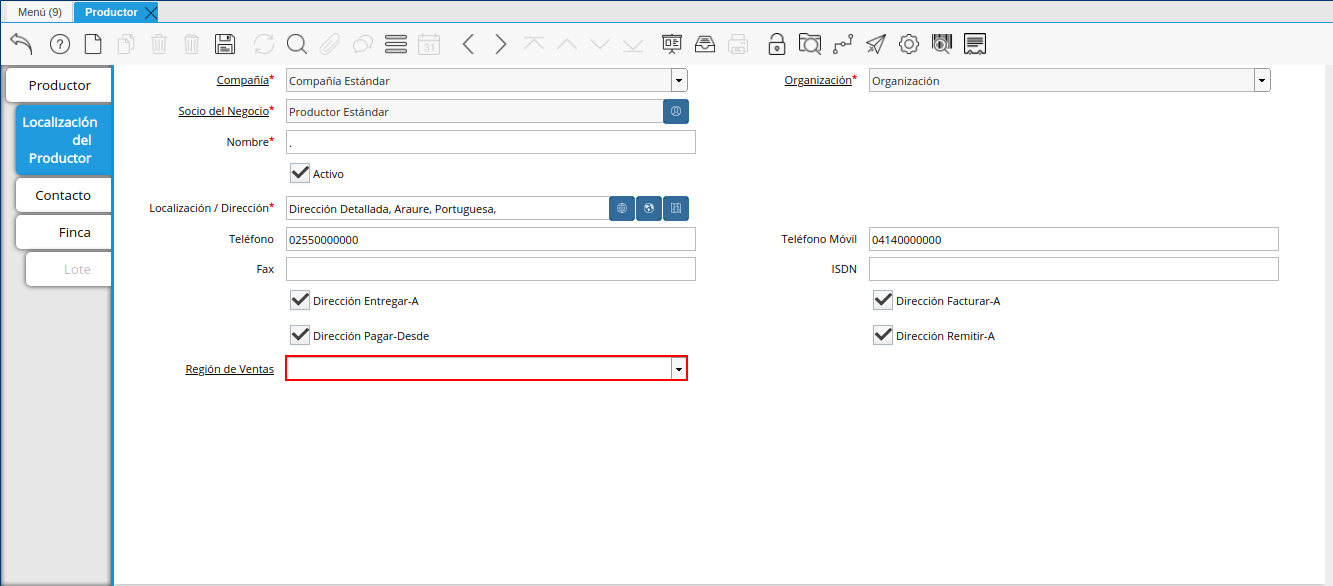 Menú (9)
Productor
31
Productor
Localización
del
Productor
Contacto
Finca
Lote
Compañía* Compañía Estándar
Organización* Organización
Socio del Negocio* Productor Estándar
Nombre* .
Activo
Localización / Dirección* Dirección Detallada, Araure, Portuguesa,
Teléfono 02550000000
Teléfono Móvil 04140000000
Fax
ISDN
Dirección Entregar-A
Dirección Facturar-A
Dirección Pagar-Desde
Dirección Remitir-A
Región de Ventas